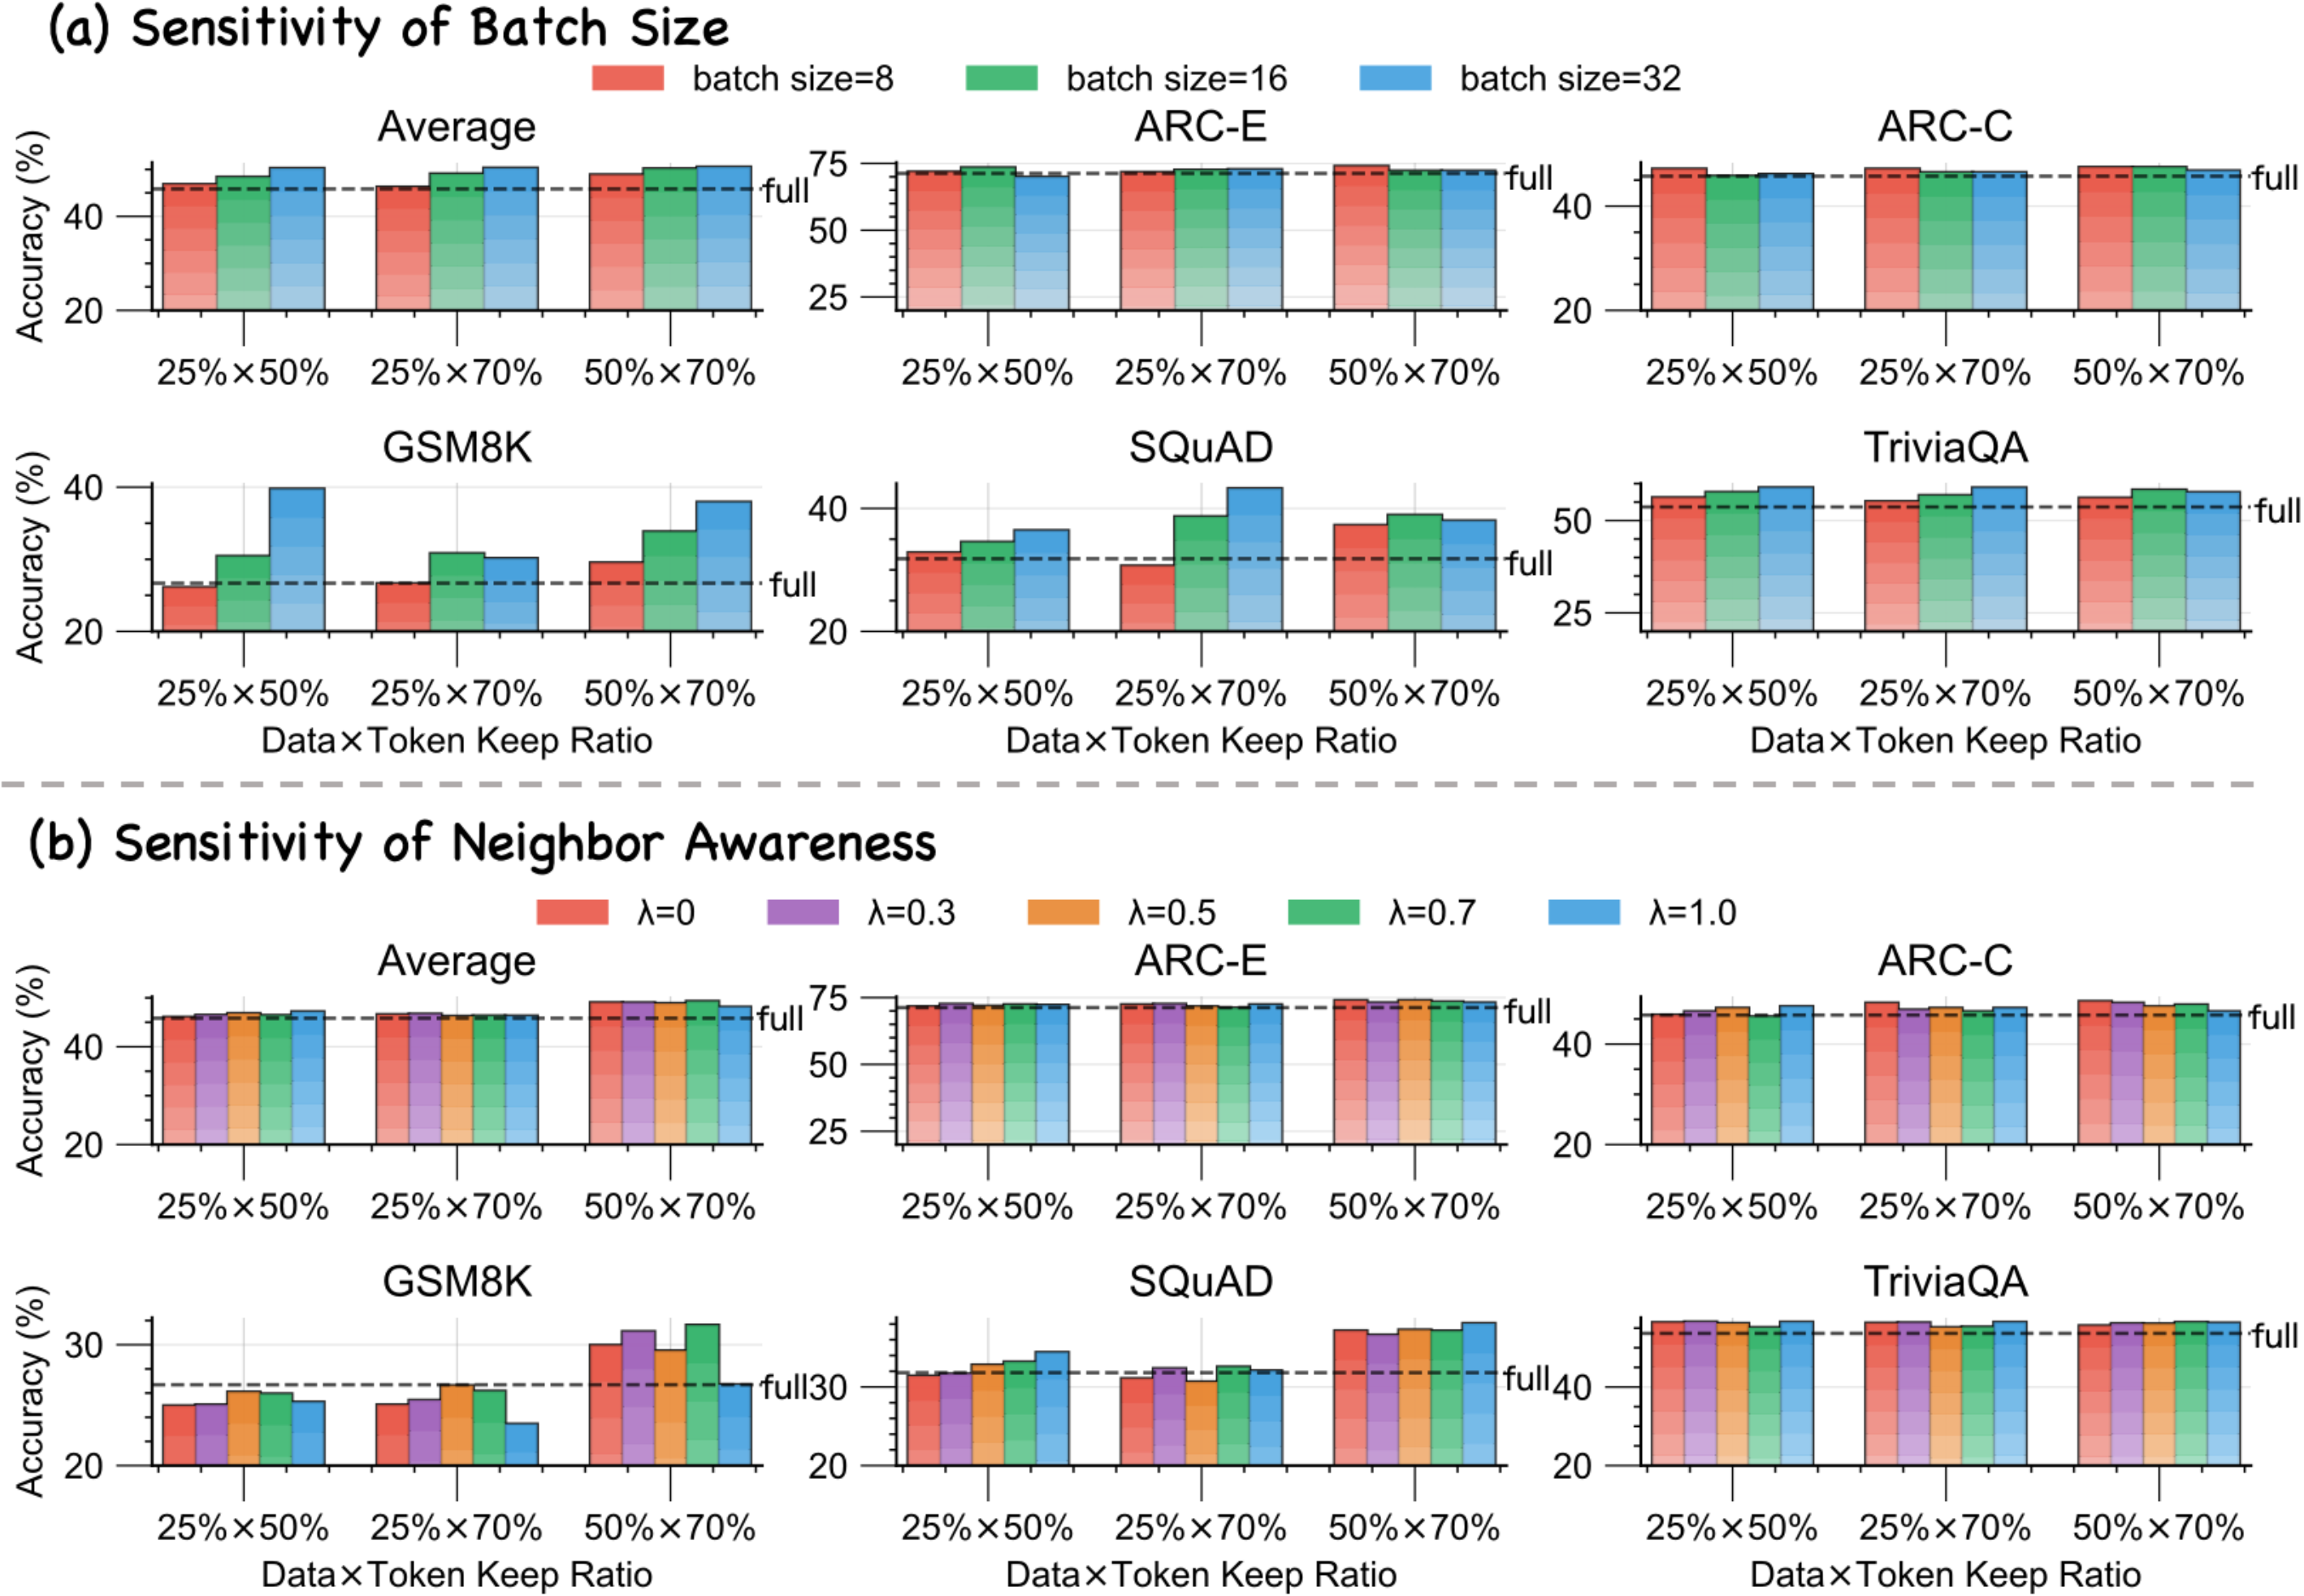 (a) Sensitivity of Batch Size
batch size=8 batch size=16 batch size=32
Average ARC-E ARC-C
Accuracy (%)
40
20
full
75
50
25
full
40
20
full
25%×50% 25%×70% 50%×70% 25%×50% 25%×70% 50%×70% 25%×50% 25%×70% 50%×70%
GSM8K SQuAD TriviaQA
Accuracy (%)
40
20
full
40
20
full
50
25
full
25%×50% 25%×70% 50%×70% 25%×50% 25%×70% 50%×70% 25%×50% 25%×70% 50%×70%
Data×Token Keep Ratio Data×Token Keep Ratio Data×Token Keep Ratio
(b) Sensitivity of Neighbor Awareness
λ=0 λ=0.3 λ=0.5 λ=0.7 λ=1.0
Average ARC-E ARC-C
Accuracy (%)
40
20
full
75
50
25
full
40
20
full
25%×50% 25%×70% 50%×70% 25%×50% 25%×70% 50%×70% 25%×50% 25%×70% 50%×70%
GSM8K SQuAD TriviaQA
Accuracy (%)
30
20
full
30
20
full
40
20
full
25%×50% 25%×70% 50%×70% 25%×50% 25%×70% 50%×70% 25%×50% 25%×70% 50%×70%
Data×Token Keep Ratio Data×Token Keep Ratio Data×Token Keep Ratio